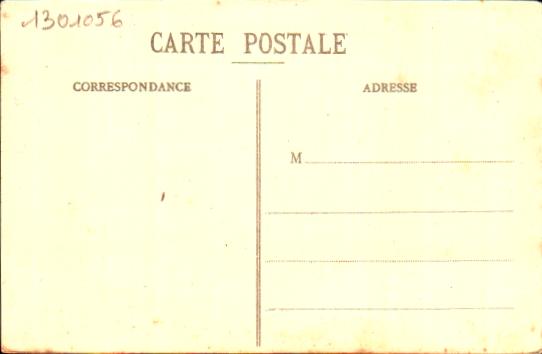 1301056
CARTE POSTALE
CORRESPONDANCE
ADRESSE
M